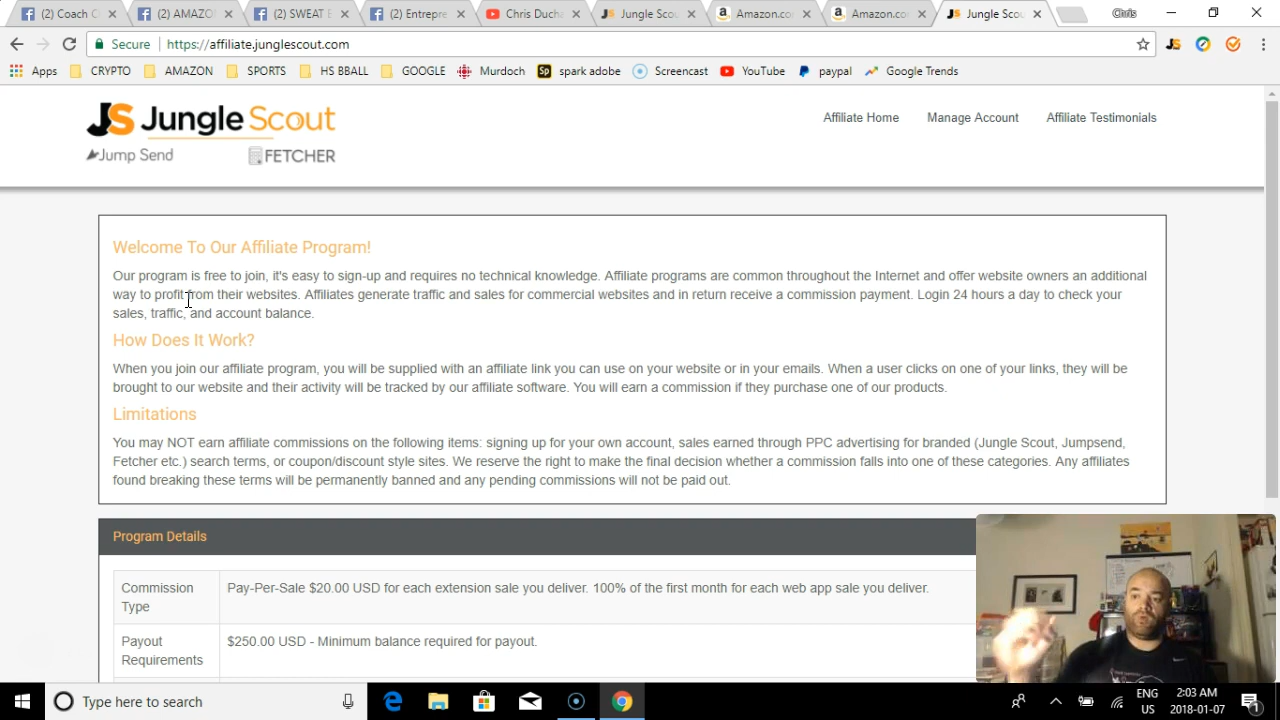 (2) Coach C
(2) AMAZO
(2) SWEAT E
(2) Entrepre
Chris Ducha
Jungle Scou
Amazon.com
Amazon.com
Jungle Scou
Chris
Secure
https://affiliate.junglescout.com
Apps
CRYPTO
AMAZON
SPORTS
HS BBALL
GOOGLE
Murdoch
Sp spark adobe
Screencast
YouTube
paypal
Google Trends
JS Jungle Scout
Jump Send
FETCHER
Affiliate Home
Manage Account
Affiliate Testimonials
Welcome To Our Affiliate Program!
Our program is free to join, it's easy to sign-up and requires no technical knowledge. Affiliate programs are common throughout the Internet and offer website owners an additional
way to profit from their websites. Affiliates generate traffic and sales for commercial websites and in return receive a commission payment. Login 24 hours a day to check your
sales, traffic, and account balance.
How Does It Work?
When you join our affiliate program, you will be supplied with an affiliate link you can use on your website or in your emails. When a user clicks on one of your links, they will be
brought to our website and their activity will be tracked by our affiliate software. You will earn a commission if they purchase one of our products.
Limitations
You may NOT earn affiliate commissions on the following items: signing up for your own account, sales earned through PPC advertising for branded (Jungle Scout, Jumpsend,
Fetcher etc.) search terms, or coupon/discount style sites. We reserve the right to make the final decision whether a commission falls into one of these categories. Any affiliates
found breaking these terms will be permanently banned and any pending commissions will not be paid out.
Program Details
Commission
Type
Pay-Per-Sale $20.00 USD for each extension sale you deliver. 100% of the first month for each web app sale you deliver.
Payout
Requirements
$250.00 USD - Minimum balance required for payout.
Type here to search
ENG
US
2:03 AM
2018-01-07
1